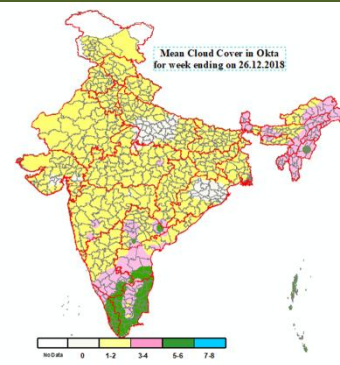 Mean Cloud Cover in Okta
for week ending on 26.12.2018
No Data 0 1-2 3-4 5-6 7-8